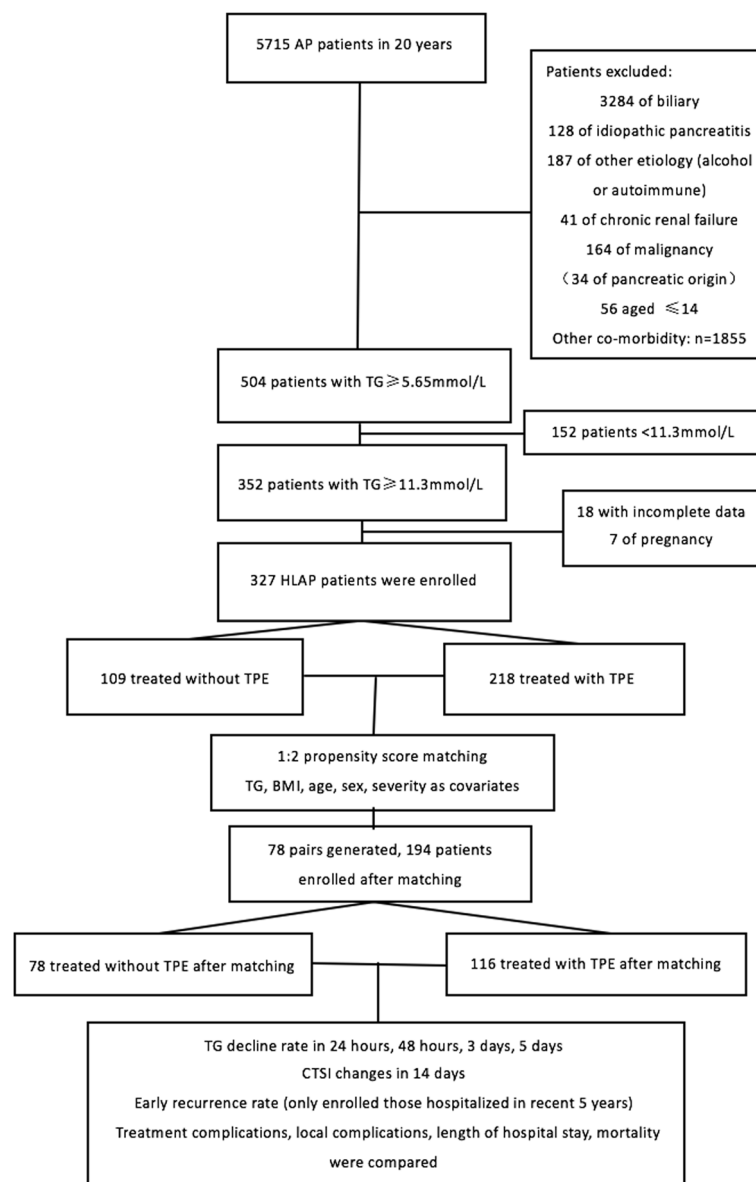 5715 AP patients in 20 years
Patients excluded:
3284 of biliary
128 of idiopathic pancreatitis
187 of other etiology (alcohol
or autoimmune)
41 of chronic renal failure
164 of malignancy
（34 of pancreatic origin）
56 aged ≤14
Other co-morbidity: n=1855
504 patients with TG≥5.65mmol/L
152 patients <11.3mmol/L
352 patients with TG≥11.3mmol/L
18 with incomplete data
7 of pregnancy
327 HLAP patients were enrolled
109 treated without TPE
218 treated with TPE
1:2 propensity score matching
TG, BMI, age, sex, severity as covariates
78 pairs generated, 194 patients
enrolled after matching
78 treated without TPE after matching
116 treated with TPE after matching
TG decline rate in 24 hours, 48 hours, 3 days, 5 days
CTSI changes in 14 days
Early recurrence rate (only enrolled those hospitalized in recent 5 years)
Treatment complications, local complications, length of hospital stay, mortality
were compared